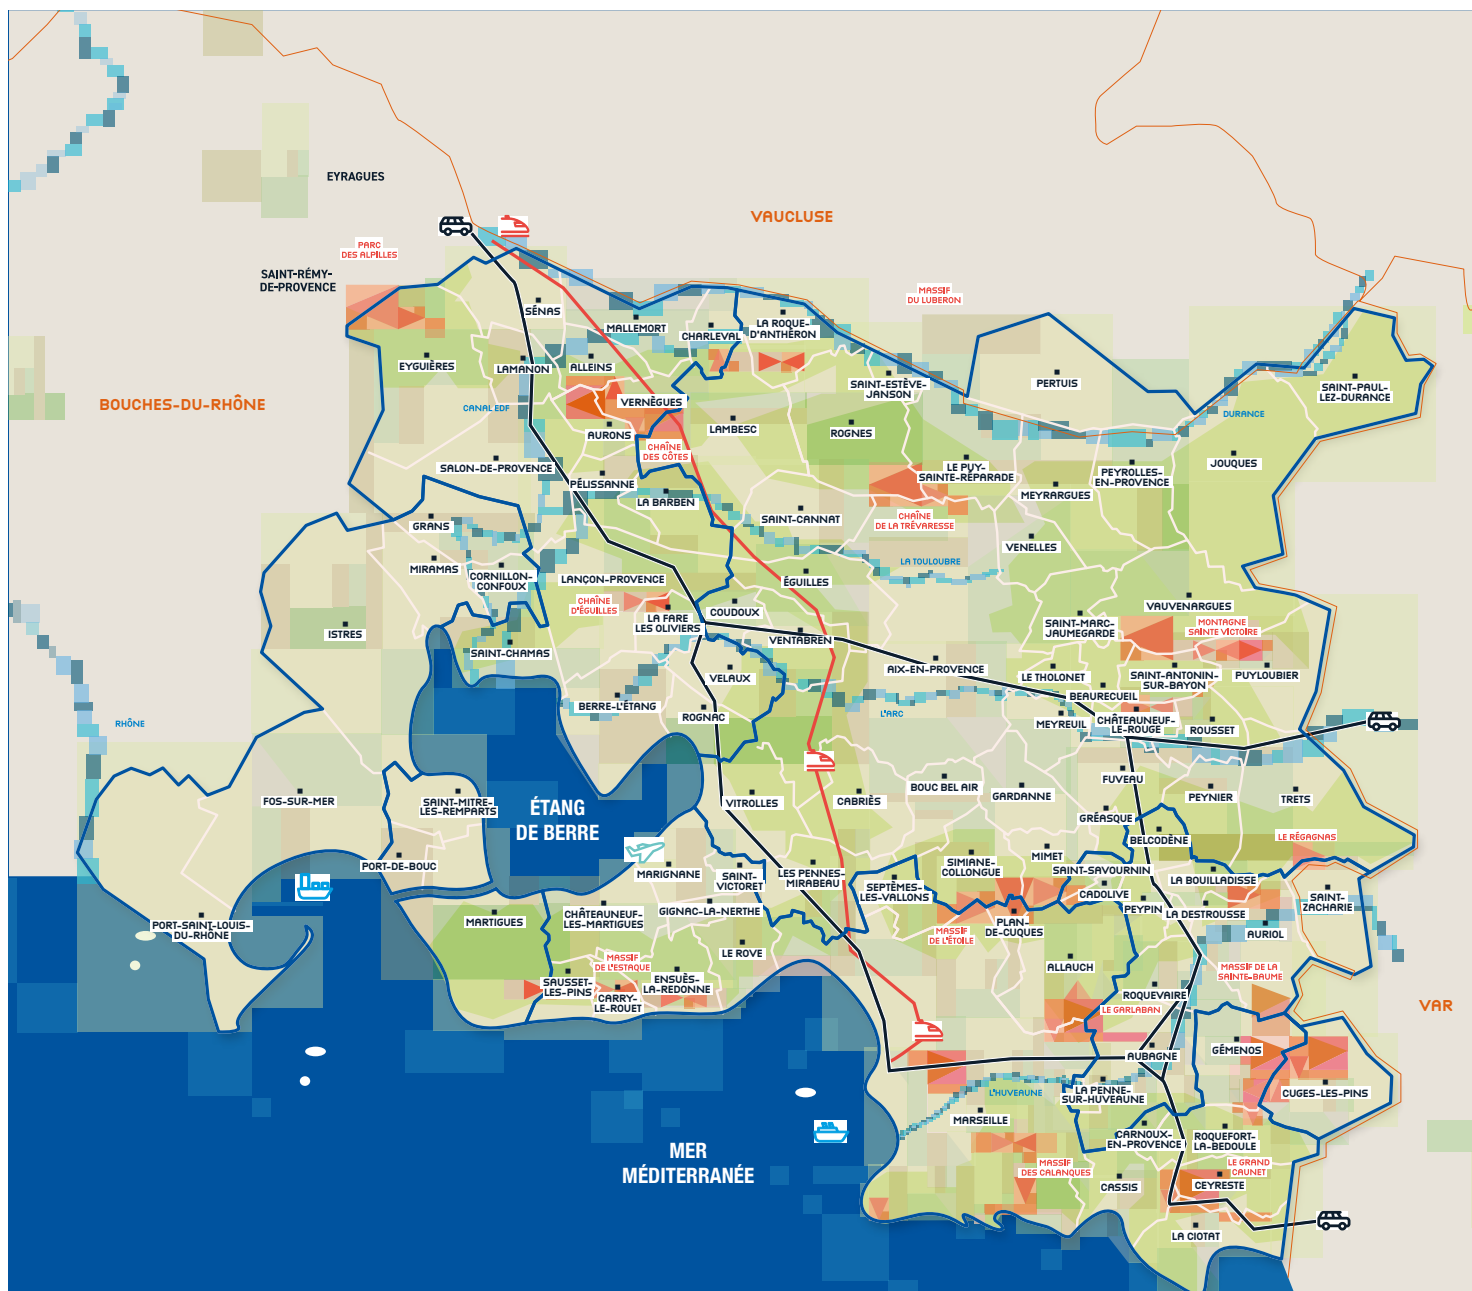 EYRAGUES
VAUCLUSE
PARC
DES ALPILLES
SAINT-RÉMY-
DE-PROVENCE
MASSIF
DU LUBERON
SÉNAS
MALLEMORT
CHARLEVAL
LA ROQUE-
D'ANTHÉRON
EYGUIÈRES
LAMANON
ALLEINS
SAINT-ESTÈVE-
JANSON
PERTUIS
SAINT-PAUL-
LEZ-DURANCE
BOUCHES-DU-RHÔNE
CANAL EDF
VERNÈGUES
DURANCE
AURONS
LAMBESC
ROGNES
CHAÎNE
DES CÔTES
SALON-DE-PROVENCE
PÉLISSANNE
LA BARBEN
LE PUY-
SAINTE-RÉPARADE
MEYRARGUES
PEYROLLES-
EN-PROVENCE
JOUQUES
GRANS
SAINT-CANNAT
CHAÎNE
DE LA TRÉVARESSE
VENELLES
MIRAMAS
CORNILLON-
CONFOUX
LANÇON-PROVENCE
ÉGUILLES
LA TOULOUBRE
CHAÎNE
D'ÉGUILLES
LA FARE
LES OLIVIERS
COUDOUX
VAUVENARGUES
ISTRES
SAINT-CHAMAS
VENTABREN
SAINT-MARC-
JAUMEGARDE
MONTAGNE
SAINTE VICTOIRE
VELAUX
AIX-EN-PROVENCE
LE THOLONET
SAINT-ANTONIN-
SUR-BAYON
PUYLOUBIER
BERRE-L'ÉTANG
ROGNAC
L'ARC
BEAURECUEIL
MEYREUIL
CHÂTEAUNEUF-
LE-ROUGE
ROUSSET
RHÔNE
FOS-SUR-MER
SAINT-MITRE-
LES-REMPARTS
ÉTANG
DE BERRE
VITROLLES
CABRIÈS
BOUC BEL AIR
GARDANNE
FUVEAU
PEYNIER
TRETS
GRÉASQUE
BELCODÈNE
LE RÉGAGNAS
PORT-DE-BOUC
MARIGNANE
SAINT-
VICTORET
LES PENNES-
MIRABEAU
SEPTÈMES-
LES-VALLONS
SIMIANE-
COLLONGUE
MIMET
SAINT-SAVOURNIN
CADOLIVE
LA BOUILLADISSE
PEYPIN
LA DESTROUSSE
SAINT-
ZACHARIE
PORT-SAINT-LOUIS-
DU-RHÔNE
MARTIGUES
CHÂTEAUNEUF-
LES-MARTIGUES
GIGNAC-LA-NERTHE
LE ROVE
MASSIF
DE L'ÉTOILE
PLAN-
DE-CUQUES
AURIOL
MASSIF
DE L'ESTAQUE
SAUSSET-
LES-PINS
CARRY-
LE-ROUET
ENSUÈS-
LA-REDONNE
ALLAUCH
ROQUEVAIRE
MASSIF DE LA
SAINTE-BAUME
LE GARLABAN
VAR
AUBAGNE
GÉMENOS
L'HUVEAUNE
LA PENNE-
SUR-HUVEAUNE
CUGES-LES-PINS
MARSEILLE
CARNOUX-
EN-PROVENCE
ROQUEFORT-
LA-BEDOULE
MER
MÉDITERRANÉE
MASSIF
DES CALANQUES
CASSIS
LE GRAND
CAUNET
CEYRESTE
LA CIOTAT